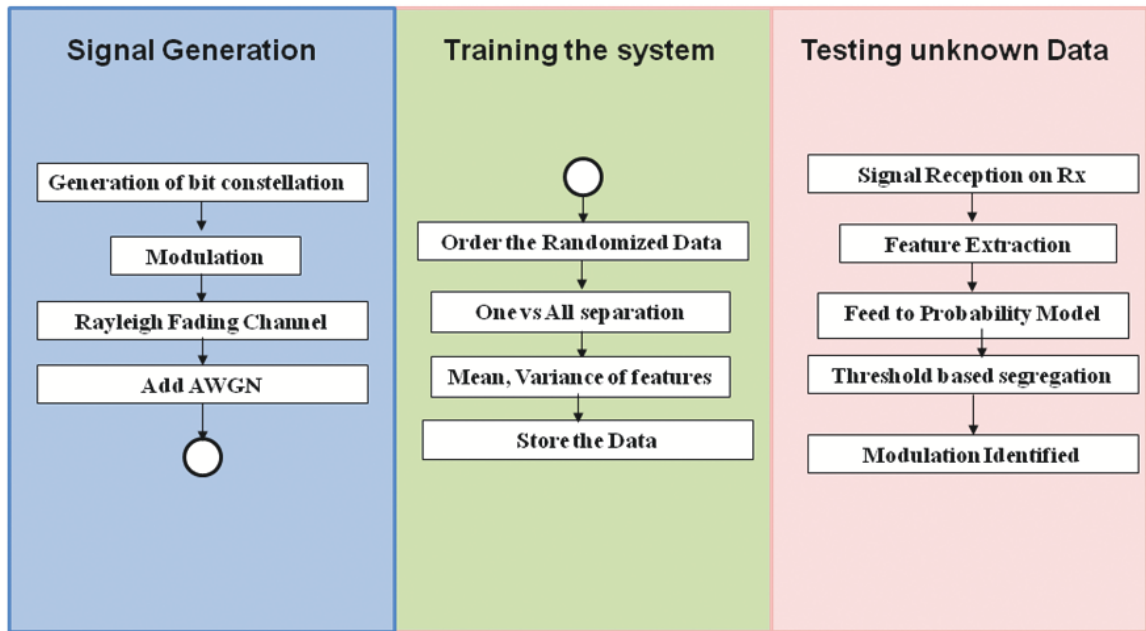 Signal Generation
Generation of bit constellation
Modulation
Rayleigh Fading Channel
Add AWGN
Training the system
Order the Randomized Data
One vs All separation
Mean, Variance of features
Store the Data
Testing unknown Data
Signal Reception on Rx
Feature Extraction
Feed to Probability Model
Threshold based segregation
Modulation Identified